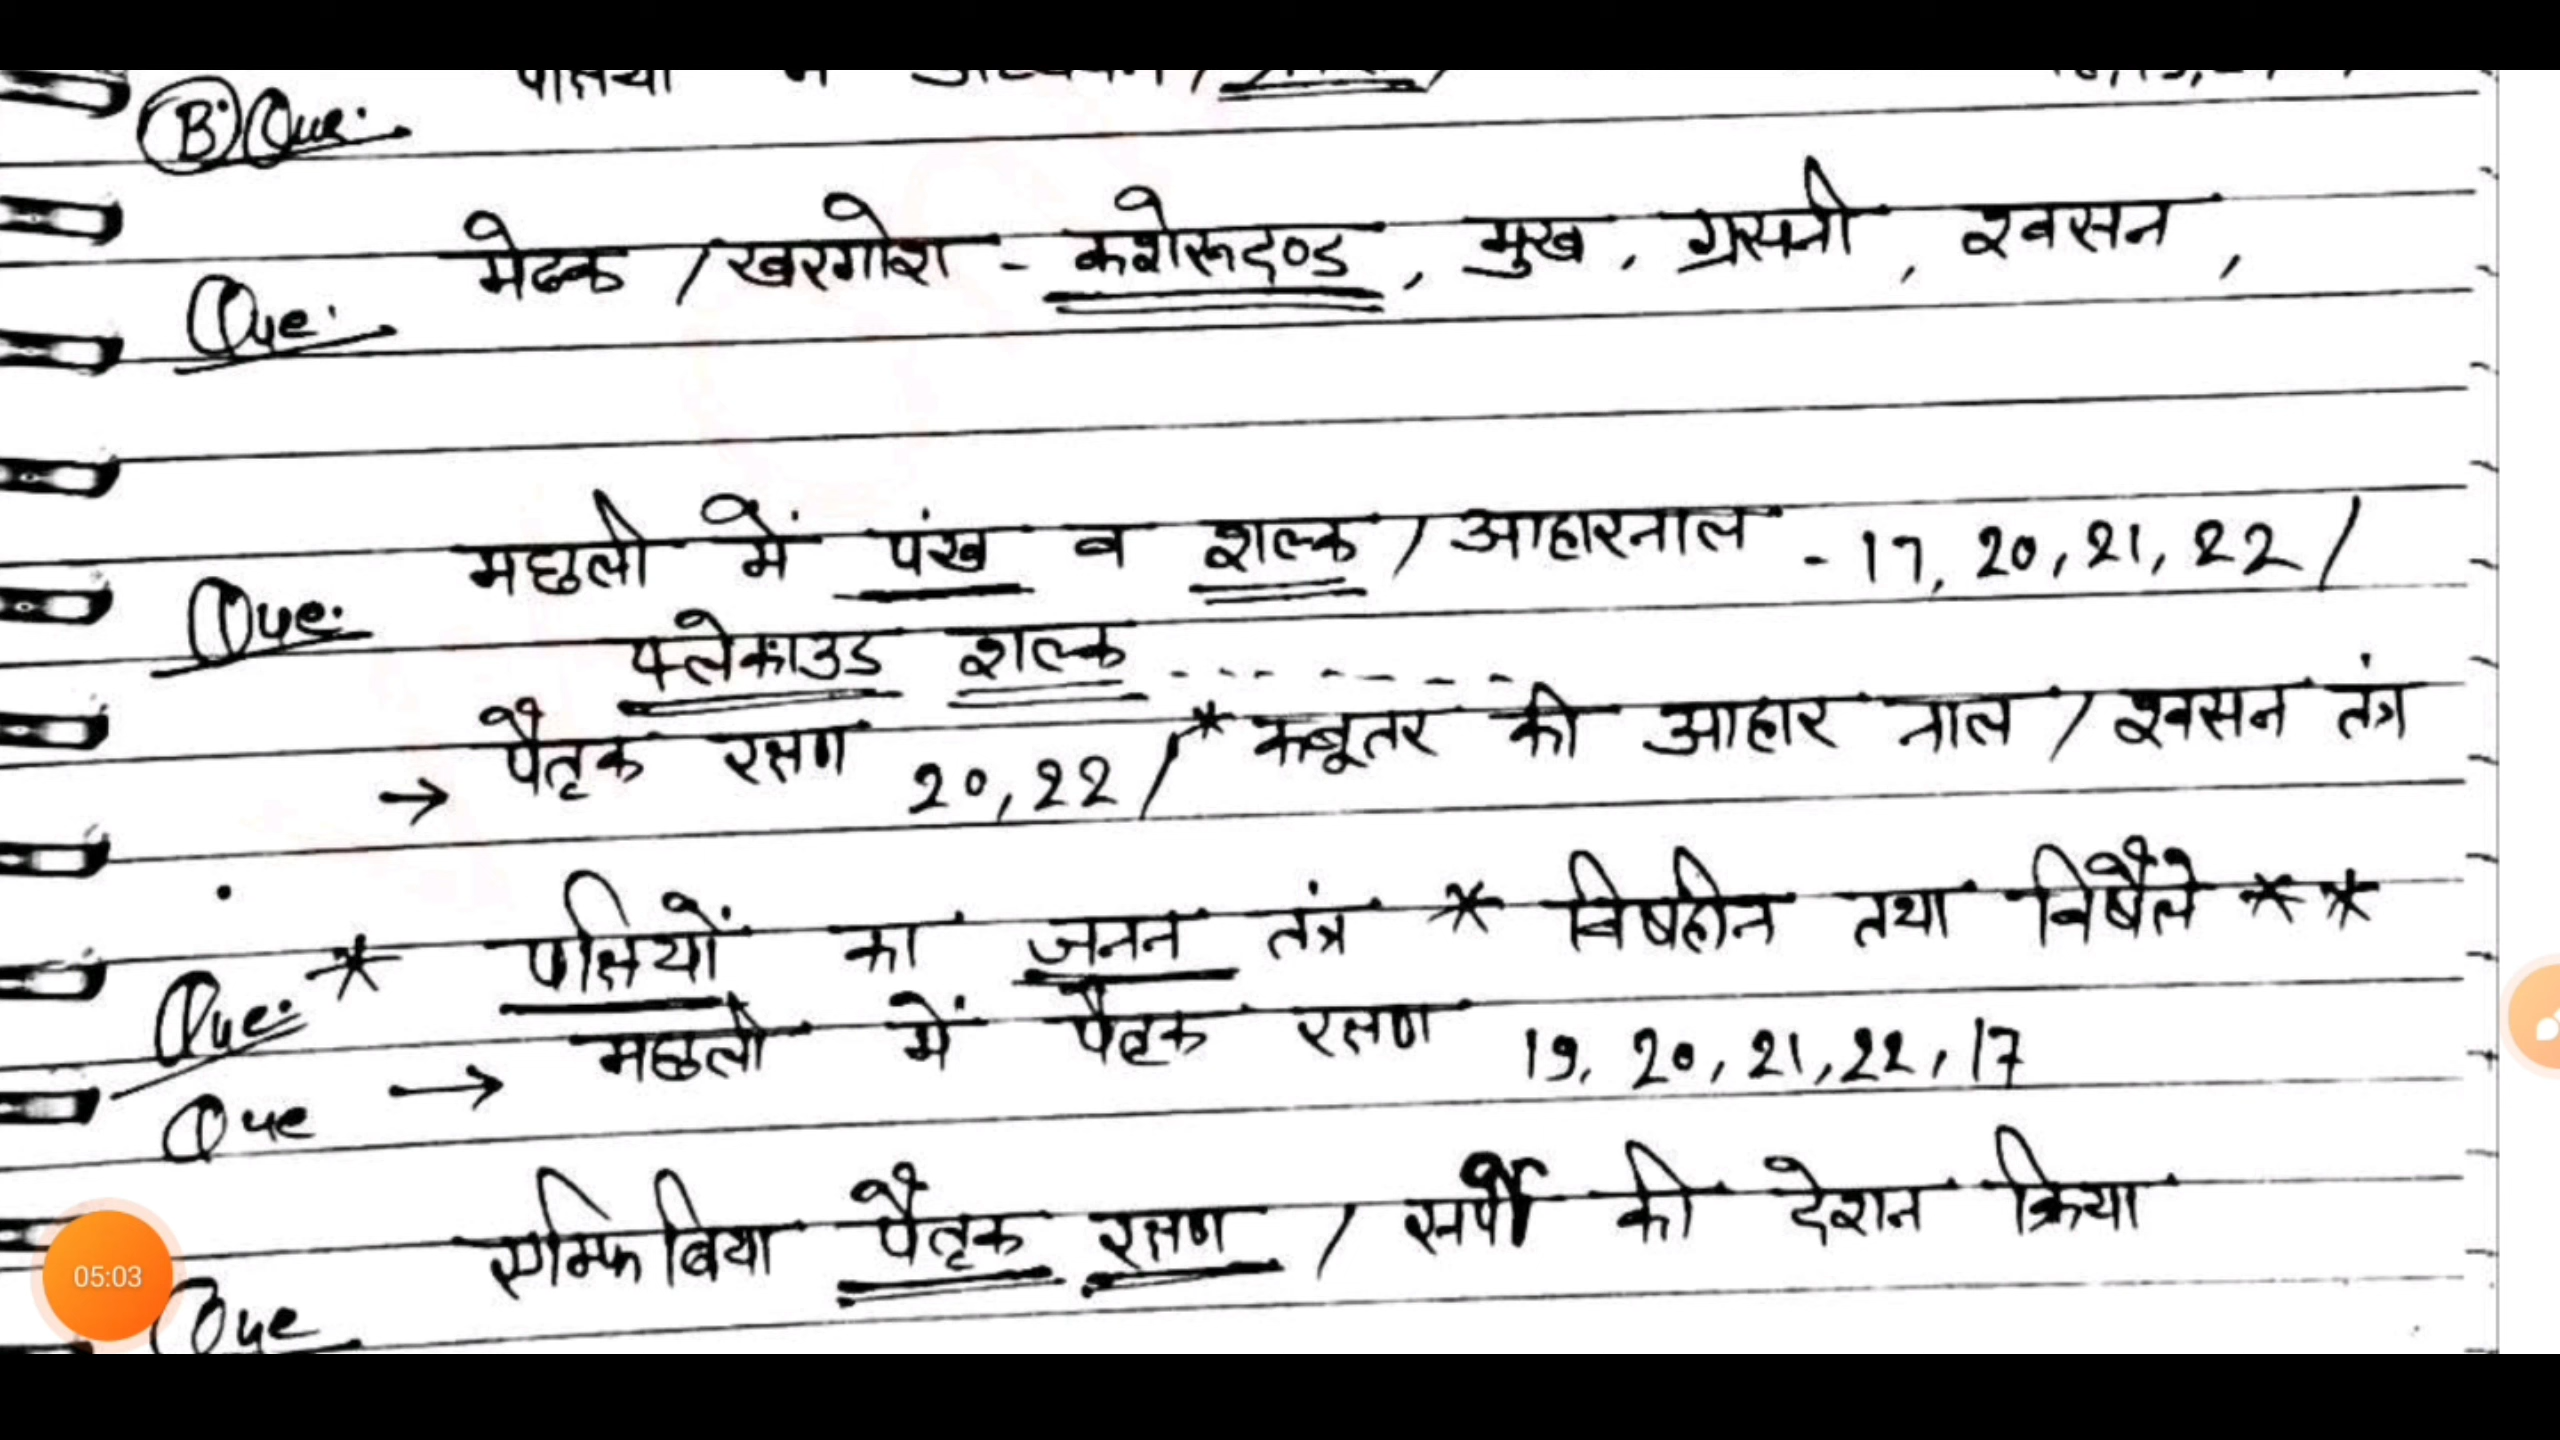 पक्षियों में
B. Que.
मेंढक / खरगोश - कशेरूदण्ड, मुख, ग्रसनी, श्वसन,
Que.
मछली में पंख व शल्क / आहारनाल - 17, 20, 21, 22 /
Que.
प्लेकाउड शल्क - - - - - -
→ पैतृक रक्षण 20, 22 / * कबूतर की आहार नाल / श्वसन तंत्र
* पक्षियों का जनन तंत्र * विषहीन तथा विषैले * *
Que.
→ मछली में पैतृक रक्षण 19, 20, 21, 22, 17
Que
एम्फिबिया पैतृक रक्षण / सर्पो की देशन क्रिया
05:03
Que